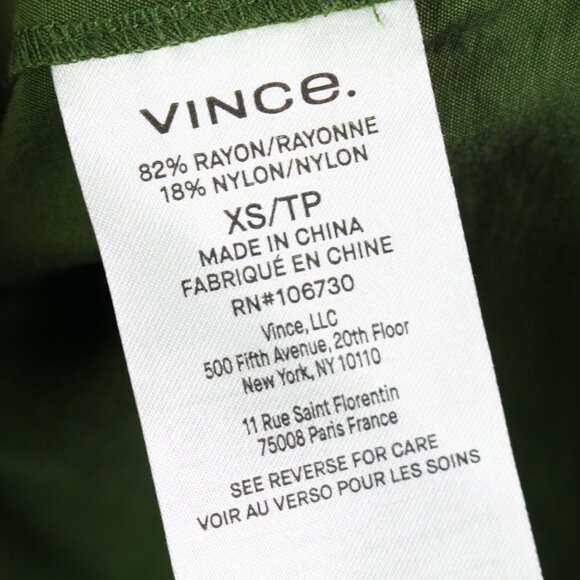 VINCe.
82% RAYON/RAYONNE
18% NYLON/NYLON
XS/TP
MADE IN CHINA
FABRIQUÉ EN CHINE
RN#106730
Vince, LLC
500 Fifth Avenue, 20th Floor
New York, NY 10110
11 Rue Saint Florentin
75008 Paris France
SEE REVERSE FOR CARE
VOIR AU VERSO POUR LES SOINS